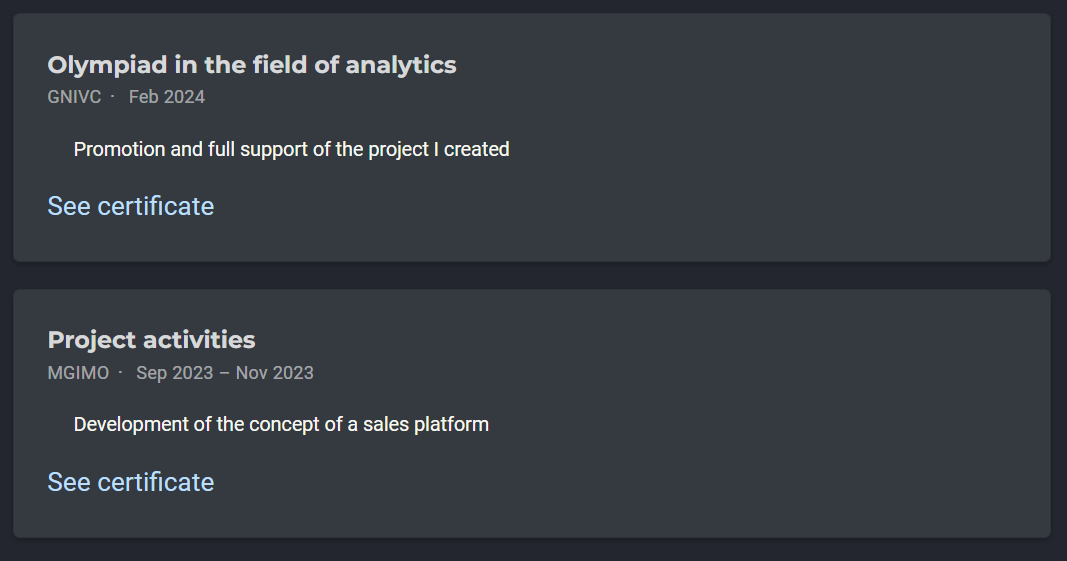 Olympiad in the field of analytics
GNIVC · Feb 2024
Promotion and full support of the project I created
See certificate
Project activities
MGIMO · Sep 2023 – Nov 2023
Development of the concept of a sales platform
See certificate